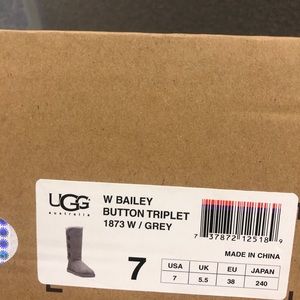 UGG
australia
W BAILEY
BUTTON TRIPLET
1873 W / GREY
7 37872 12518 9
MADE IN CHINA
7
USA UK EU JAPAN
7 5.5 38 240